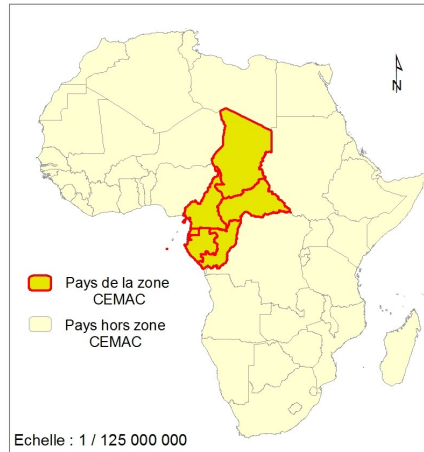 N
Pays de la zone
CEMAC
Pays hors zone
CEMAC
Echelle : 1 / 125 000 000